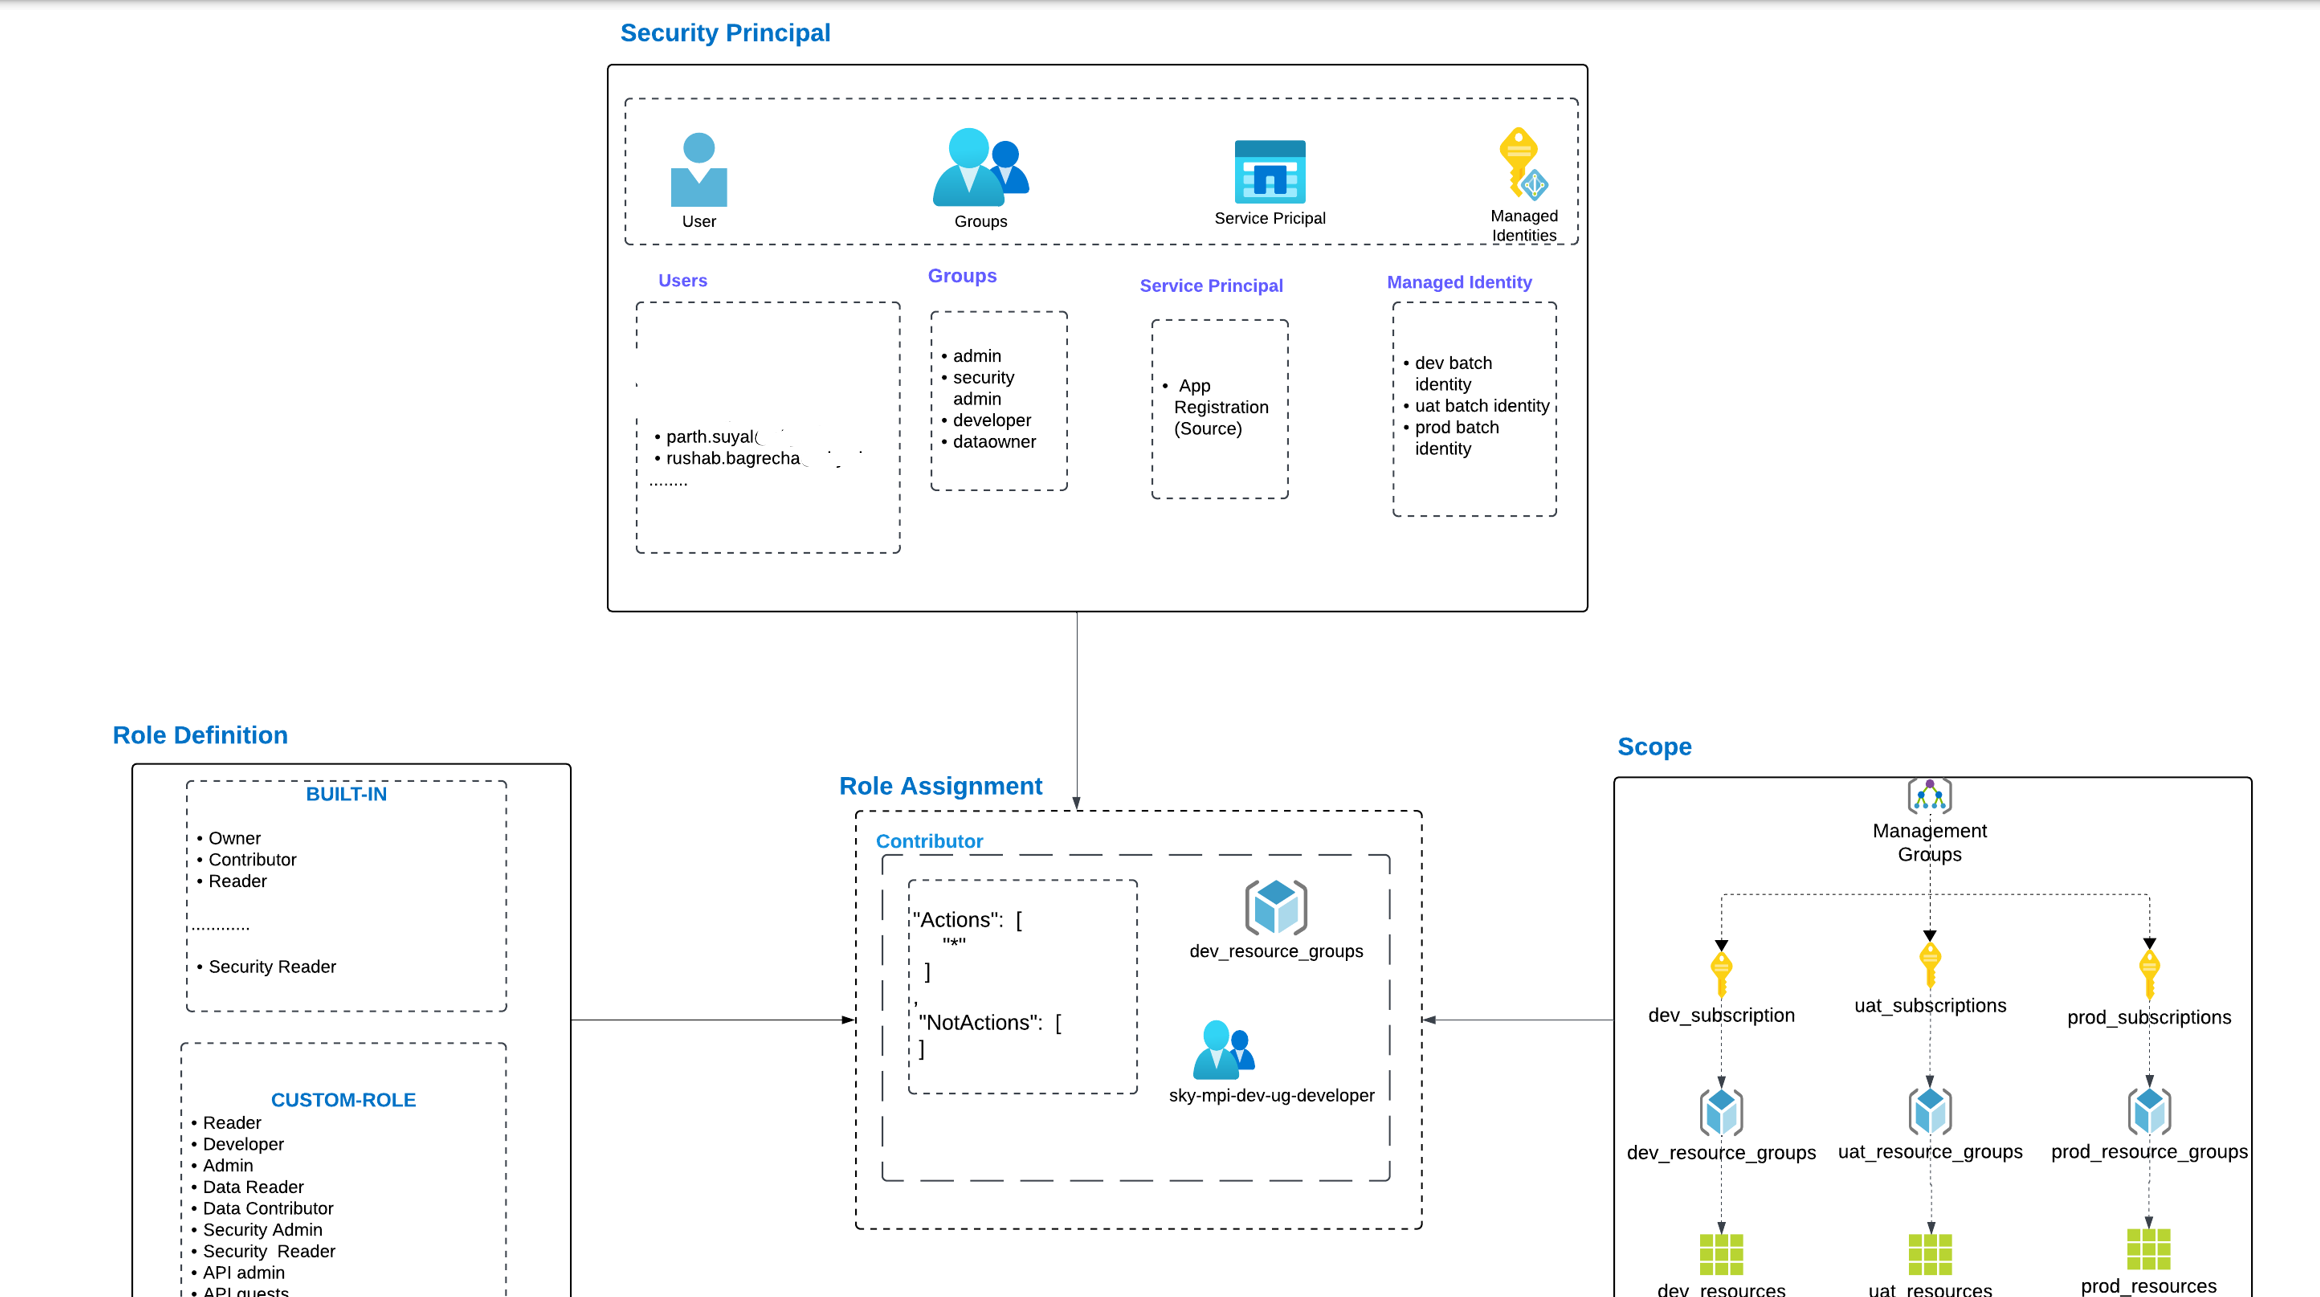 Security Principal
User
Groups
Service Pricipal
Managed
Identities
Users
• parth.suyal
• rushab.bagrecha
........
Groups
• admin
• security
admin
• developer
• dataowner
Service Principal
• App
Registration
(Source)
Managed Identity
• dev batch
identity
• uat batch identity
• prod batch
identity
Role Definition
BUILT-IN
• Owner
• Contributor
• Reader
............
• Security Reader
CUSTOM-ROLE
• Reader
• Developer
• Admin
• Data Reader
• Data Contributor
• Security Admin
• Security  Reader
• API admin
• API guests
Role Assignment
Contributor
"Actions":  [
"*"
]
,
"NotActions":  [
]
dev_resource_groups
sky-mpi-dev-ug-developer
Scope
Management
Groups
dev_subscription
uat_subscriptions
prod_subscriptions
dev_resource_groups
uat_resource_groups
prod_resource_groups
dev_resources
uat_resources
prod_resources